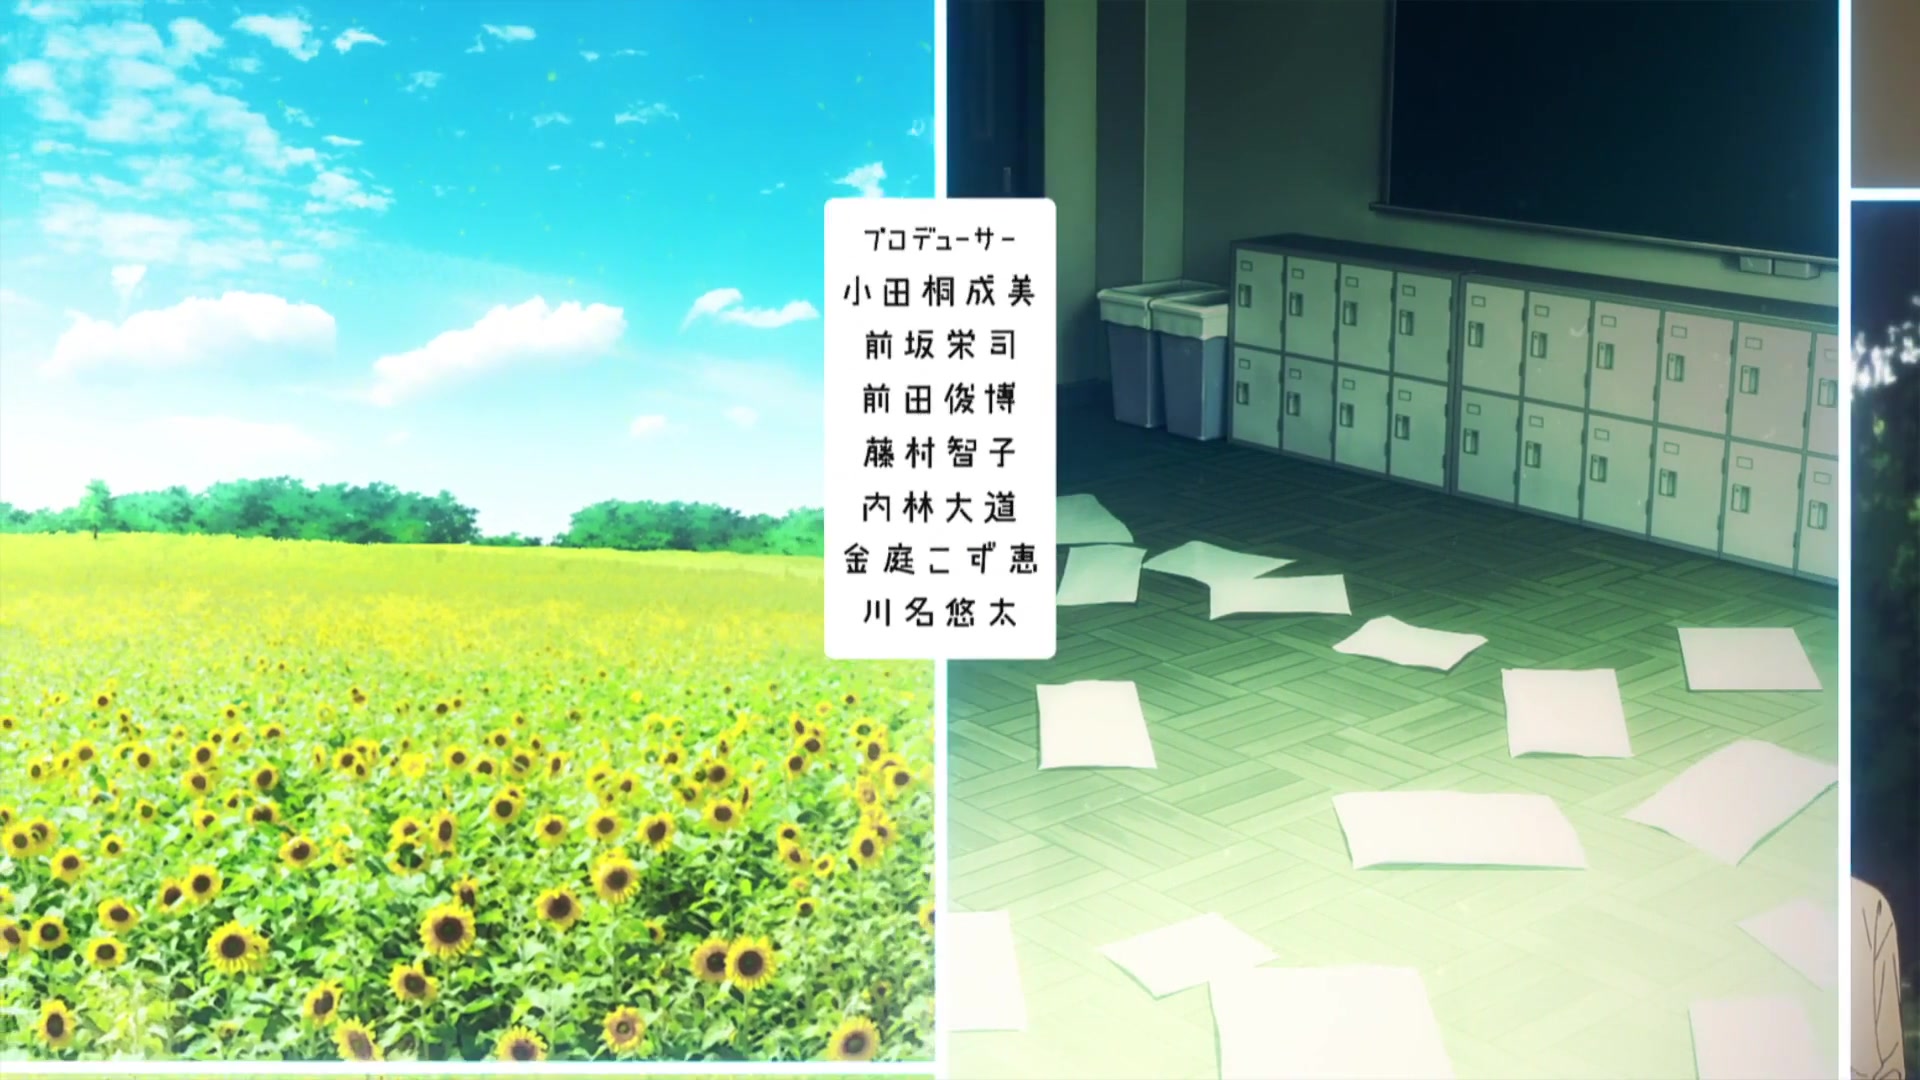 プロデューサー
小田桐成美
前坂栄司
前田俊博
藤村智子
内林大道
金庭こず恵
川名悠太